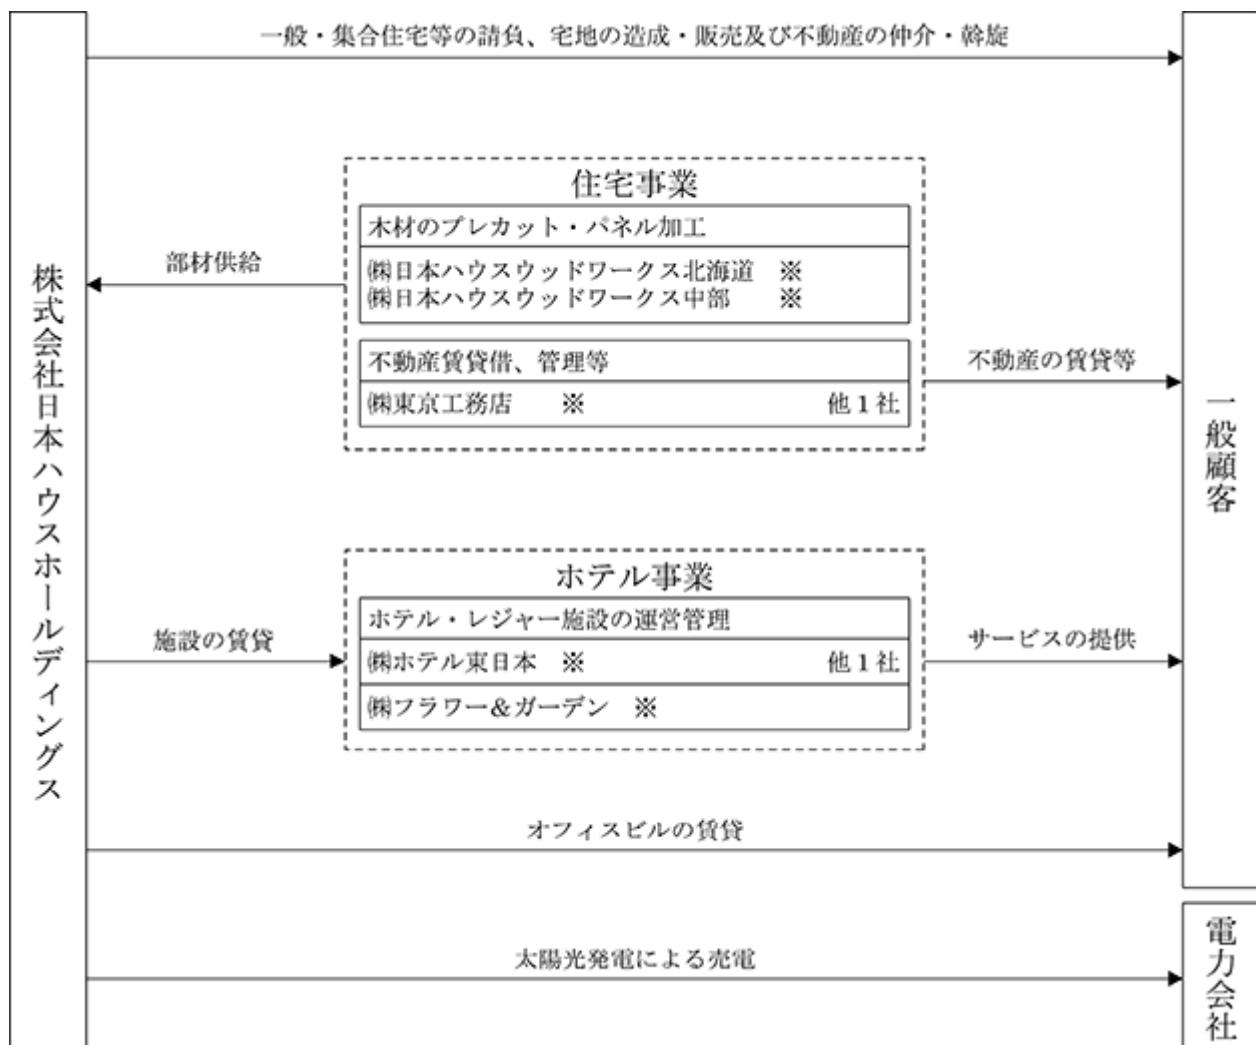 一般・集合住宅等の請負、宅地の造成・販売及び不動産の仲介・斡旋
株式会社日本ハウスホールディングス
住宅事業
木材のプレカット・パネル加工
㈱日本ハウスウッドワークス北海道　※
㈱日本ハウスウッドワークス中部　※
部材供給
不動産賃貸借、管理等
㈱東京工務店　※　他１社
不動産の賃貸等
一般顧客
ホテル事業
ホテル・レジャー施設の運営管理
㈱ホテル東日本　※　他１社
㈱フラワー&ガーデン　※
施設の賃貸
サービスの提供
オフィスビルの賃貸
太陽光発電による売電
電力会社